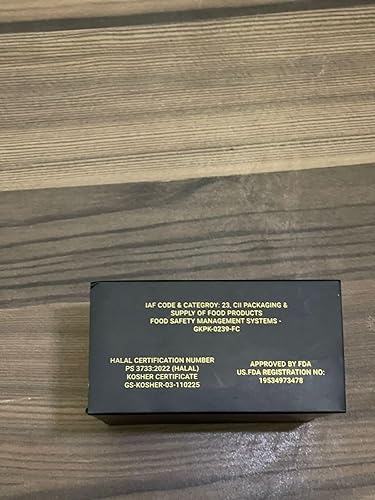 IAF CODE & CATEGROY: 23, CII PACKAGING &
SUPPLY OF FOOD PRODUCTS
FOOD SAFETY MANAGEMENT SYSTEMS -
GKPK-0239-FC
HALAL CERTIFICATION NUMBER
PS 3733:2022 (HALAL)
KOSHER CERTIFICATE
GS-KOSHER-03-110225
APPROVED BY FDA
US.FDA REGISTRATION NO:
19534973478